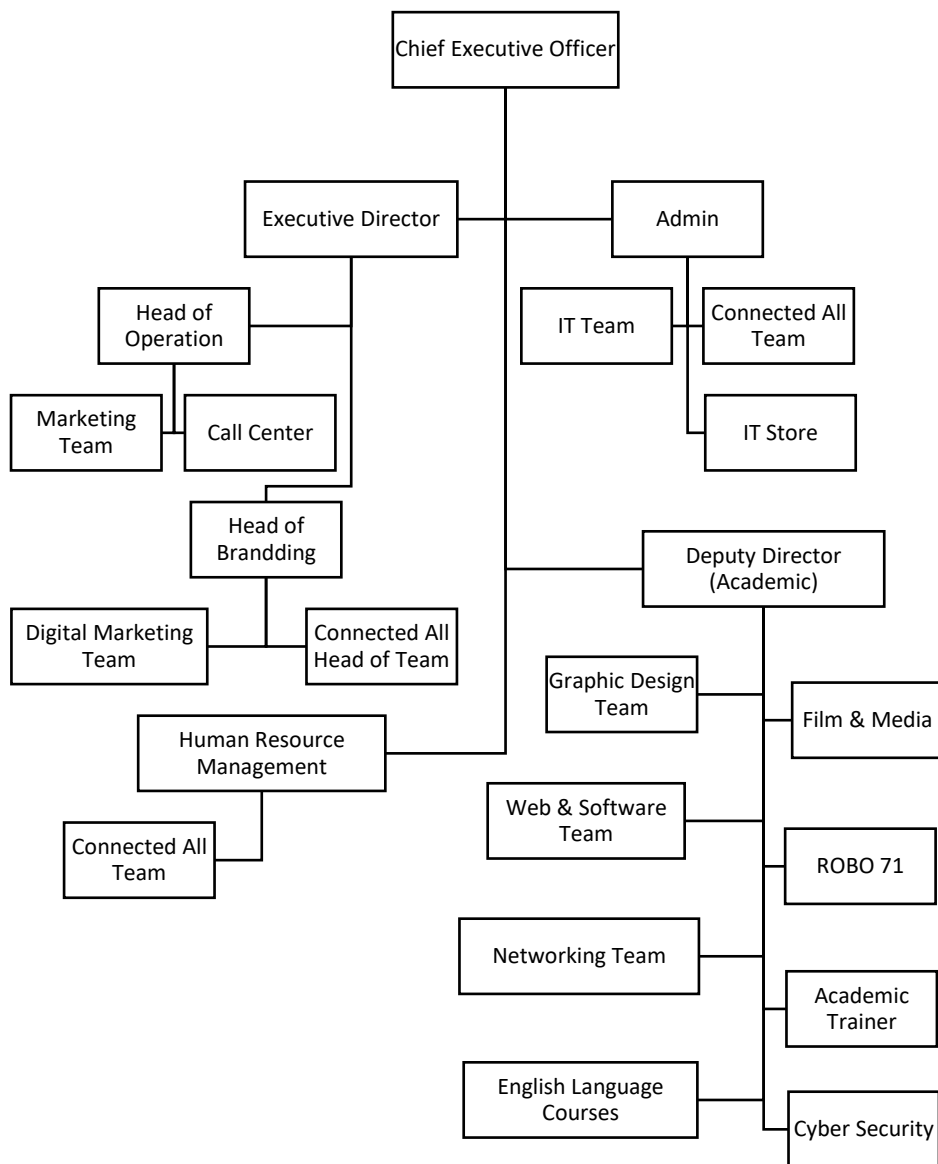 Chief Executive Officer
Executive Director
Admin
Head of
Operation
IT Team
Connected All
Team
Marketing
Team
Call Center
IT Store
Head of
Brandding
Deputy Director
(Academic)
Digital Marketing
Team
Connected All
Head of Team
Graphic Design
Team
Film & Media
Human Resource
Management
Web & Software
Team
Connected All
Team
ROBO 71
Networking Team
Academic
Trainer
English Language
Courses
Cyber Security